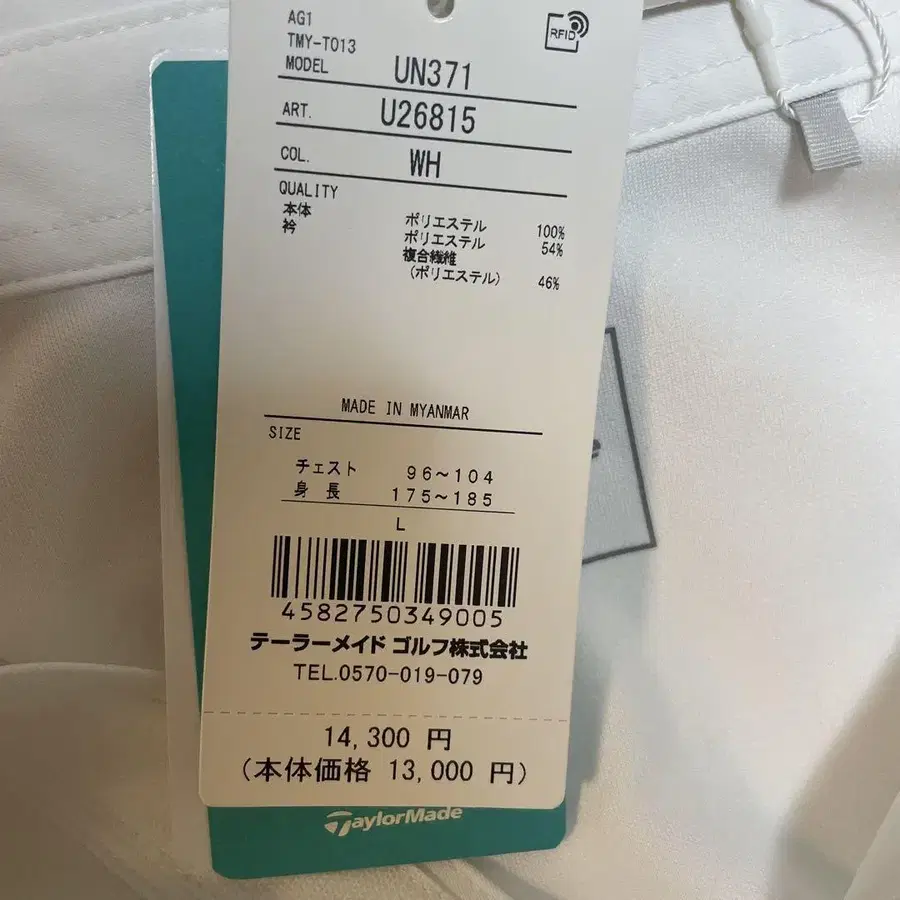 AG1
TMY-T013
RFID
MODEL UN371
ART. U26815
COL. WH
QUALITY
本体 ポリエステル 100%
衿 ポリエステル 54%
複合繊維
(ポリエステル) 46%
MADE IN MYANMAR
SIZE
チェスト 96~104
身長 175~185
L
4582750349005
テーラーメイド ゴルフ株式会社
TEL.0570-019-079
14,300 円
(本体価格 13,000 円)
TaylorMade